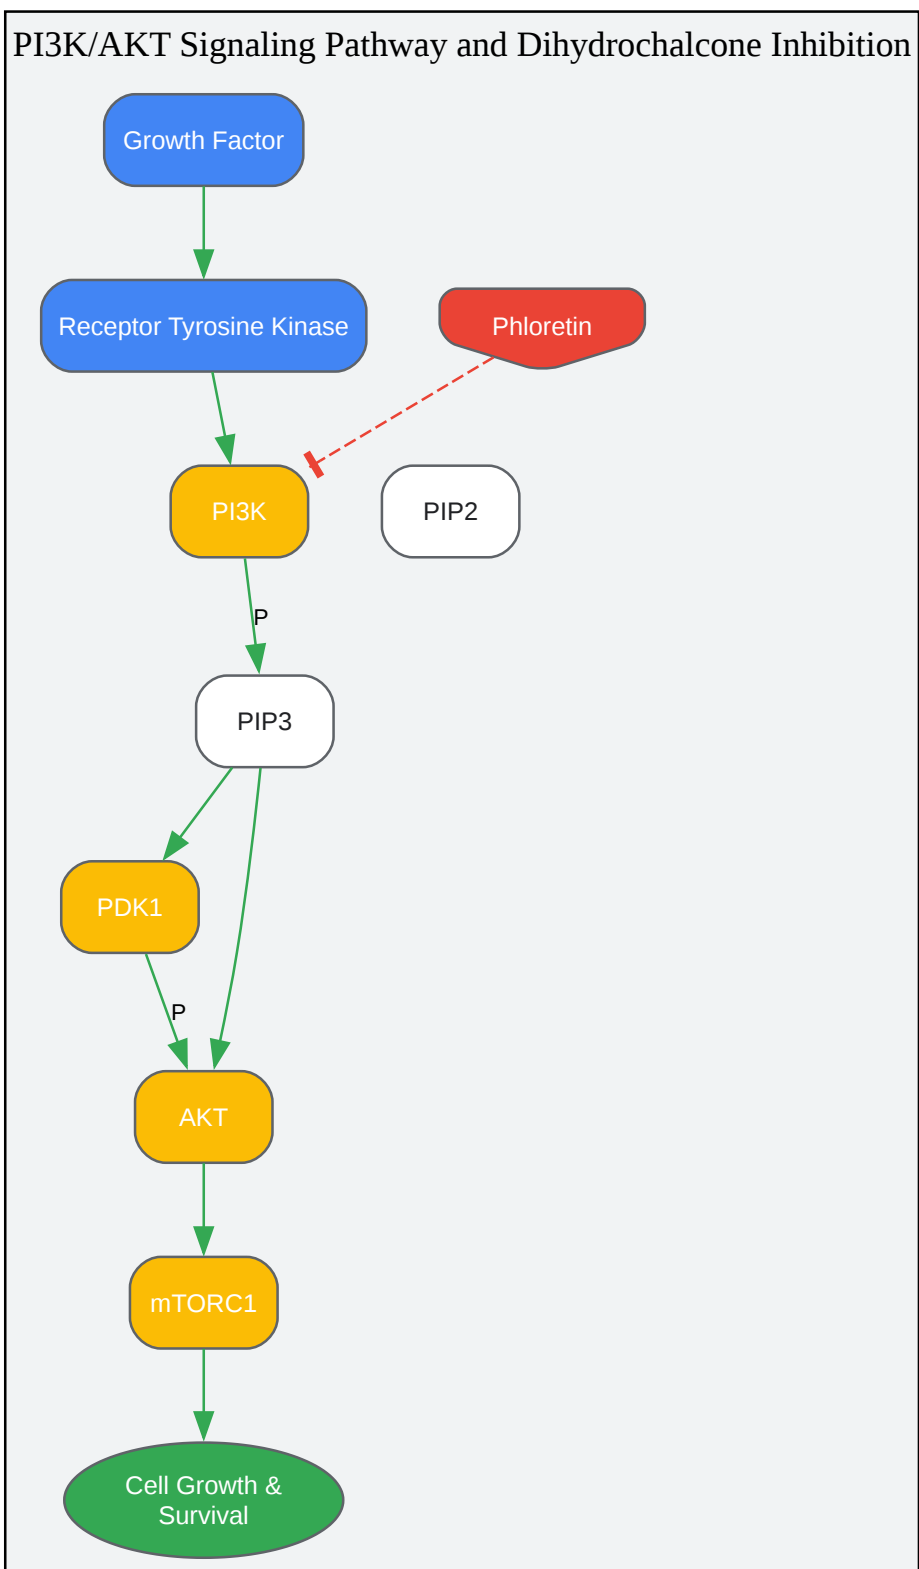 PI3K/AKT Signaling Pathway and Dihydrochalcone Inhibition
Growth Factor
Receptor Tyrosine Kinase
Phloretin
PI3K
PIP2
P
PIP3
PDK1
P
AKT
mTORC1
Cell Growth &
Survival